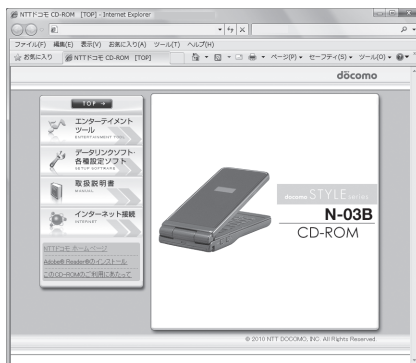 NTTドコモ CD-ROM [TOP] - Internet Explorer
ファイル(F) 編集(E) 表示(V) お気に入り(A) ツール(T) ヘルプ(H)
お気に入り NTTドコモ CD-ROM [TOP] ページ(P) セーフティ(S) ツール(O)
döcomo
TOP →
エンターテイメント
ツール
ENTERTAINMENT TOOL
データリンクソフト・
各種設定ソフト
SETUP SOFTWARE
取扱説明書
MANUAL
インターネット接続
INTERNET
NTTドコモ ホームページ
Adobe® Reader®のインストール
このCD-ROMのご利用にあたって
docomo STYLE series
N-03B
CD-ROM
© 2010 NTT DOCOMO, INC. All Rights Reserved.